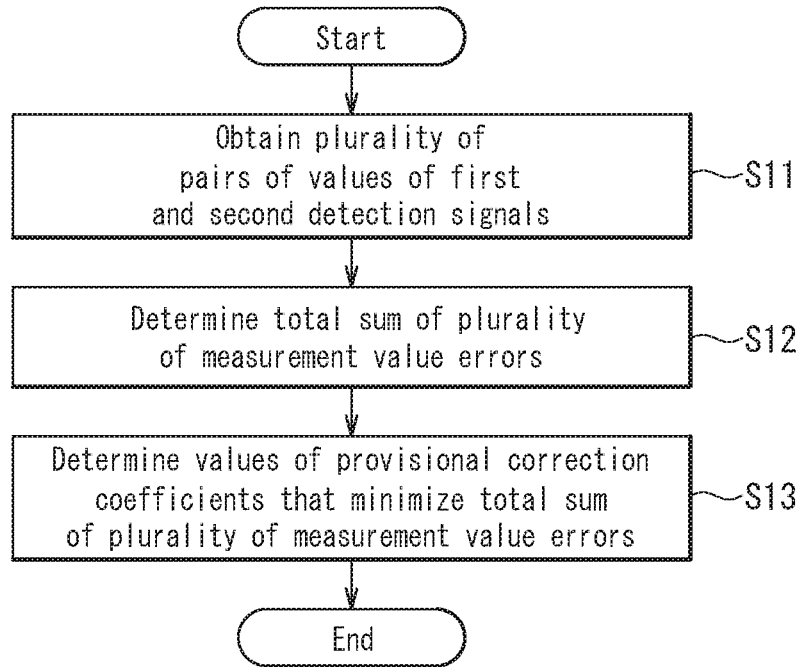 Start
Obtain plurality of
pairs of values of first
and second detection signals
S11
Determine total sum of plurality
of measurement value errors
S12
Determine values of provisional correction
coefficients that minimize total sum
of plurality of measurement value errors
S13
End